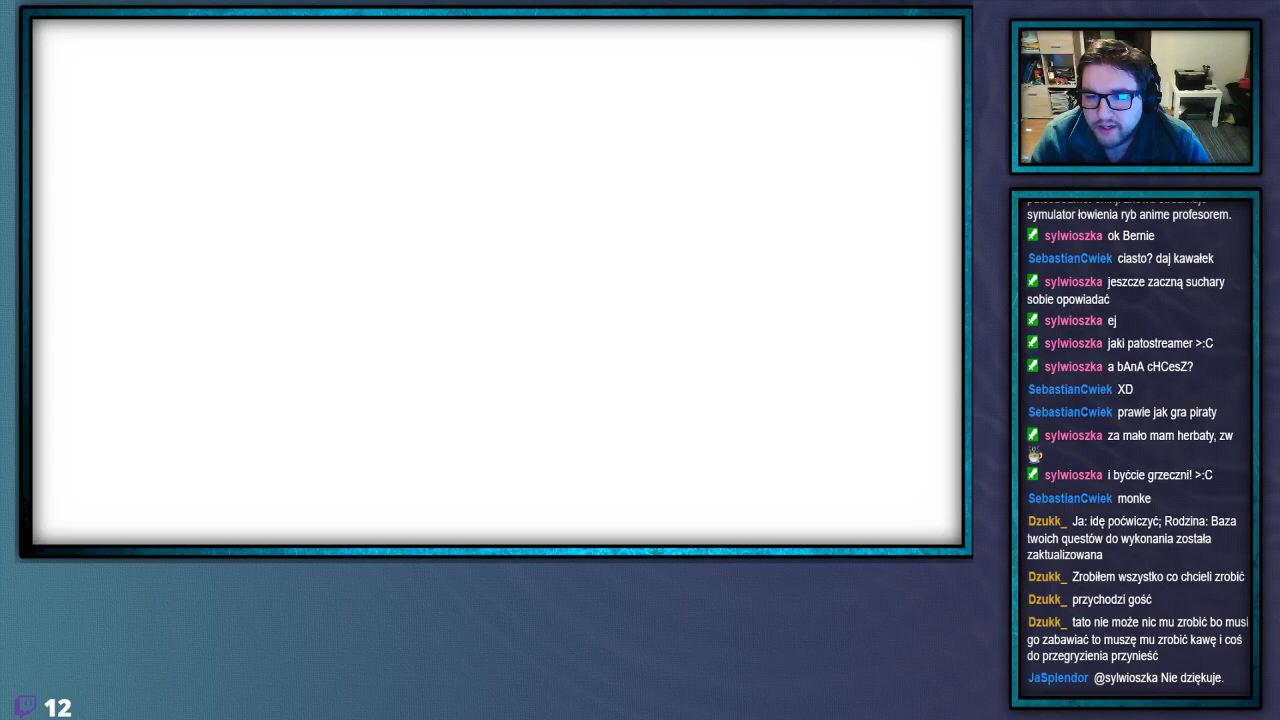 symulator łowienia ryb anime profesorem.
sylwioszka ok Bernie
SebastianCwiek ciasto? daj kawałek
sylwioszka jeszcze zaczną suchary
sobie opowiadać
sylwioszka ej
sylwioszka jaki patostreamer >:C
sylwioszka a bAnA cHCesZ?
SebastianCwiek XD
SebastianCwiek prawie jak gra piraty
sylwioszka za mało mam herbaty, zw
sylwioszka i byćcie grzeczni! >:C
SebastianCwiek monke
Dzukk_ Ja: idę poćwiczyć; Rodzina: Baza
twoich questów do wykonania została
zaktualizowana
Dzukk_ Zrobiłem wszystko co chcieli zrobić
Dzukk_ przychodzi gość
Dzukk_ tato nie może nic mu zrobić bo musi
go zabawiać to muszę mu zrobić kawę i coś
do przegryzienia przynieść
JaSplendor @sylwioszka Nie dziękuje.
12